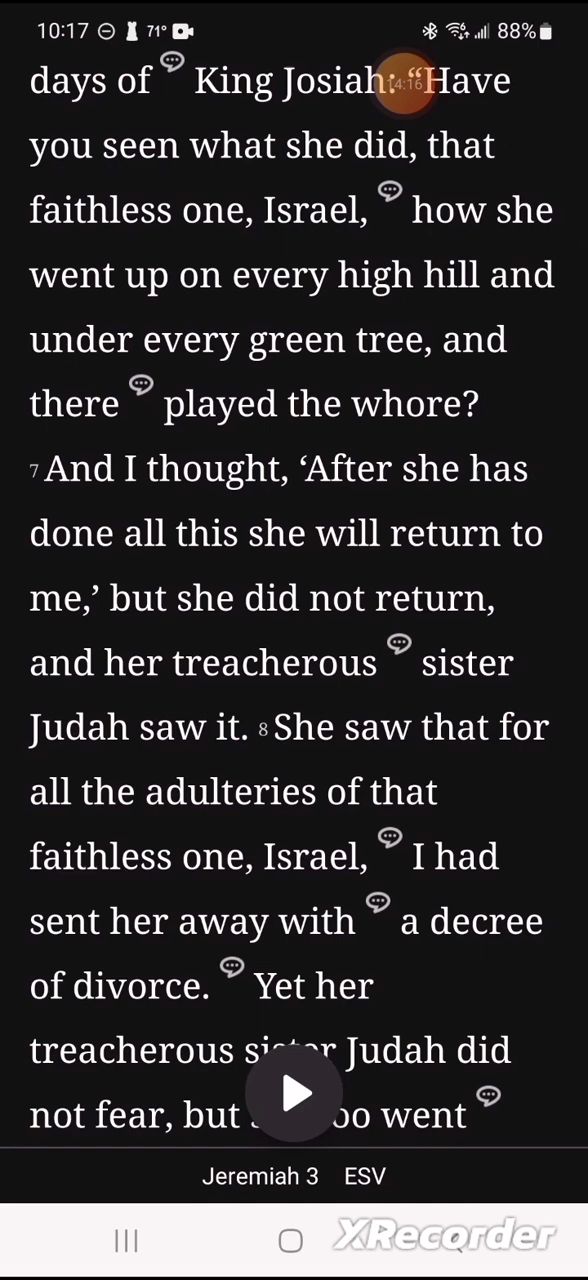 10:17 71° 88%
days of King Josiah: “Have
14:16
you seen what she did, that
faithless one, Israel, how she
went up on every high hill and
under every green tree, and
there played the whore?
7 And I thought, ‘After she has
done all this she will return to
me,’ but she did not return,
and her treacherous sister
Judah saw it. 8 She saw that for
all the adulteries of that
faithless one, Israel, I had
sent her away with a decree
of divorce. Yet her
treacherous sister Judah did
not fear, but went
Jeremiah 3 ESV
XRecorder